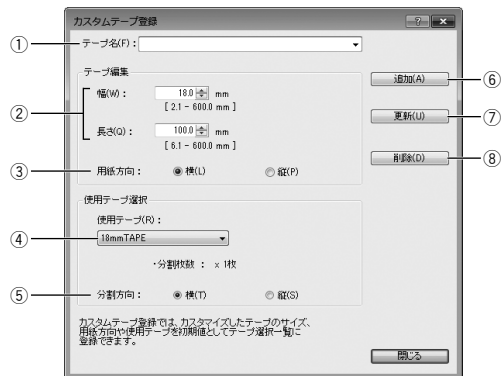 カスタムテープ登録
① テープ名(F):
テープ編集
② 幅(W): 18.0 mm
[ 2.1 - 600.0 mm ]
長さ(Q): 100.0 mm
[ 6.1 - 600.0 mm ]
③ 用紙方向: 横(L) 縦(P)
使用テープ選択
使用テープ(R):
④ 18mmTAPE
・分割枚数 : x 1枚
⑤ 分割方向: 横(T) 縦(S)
カスタムテープ登録では、カスタマイズしたテープのサイズ、
用紙方向や使用テープを初期値としてテープ選択一覧に
登録できます。
追加(A) ⑥
更新(U) ⑦
削除(D) ⑧
閉じる